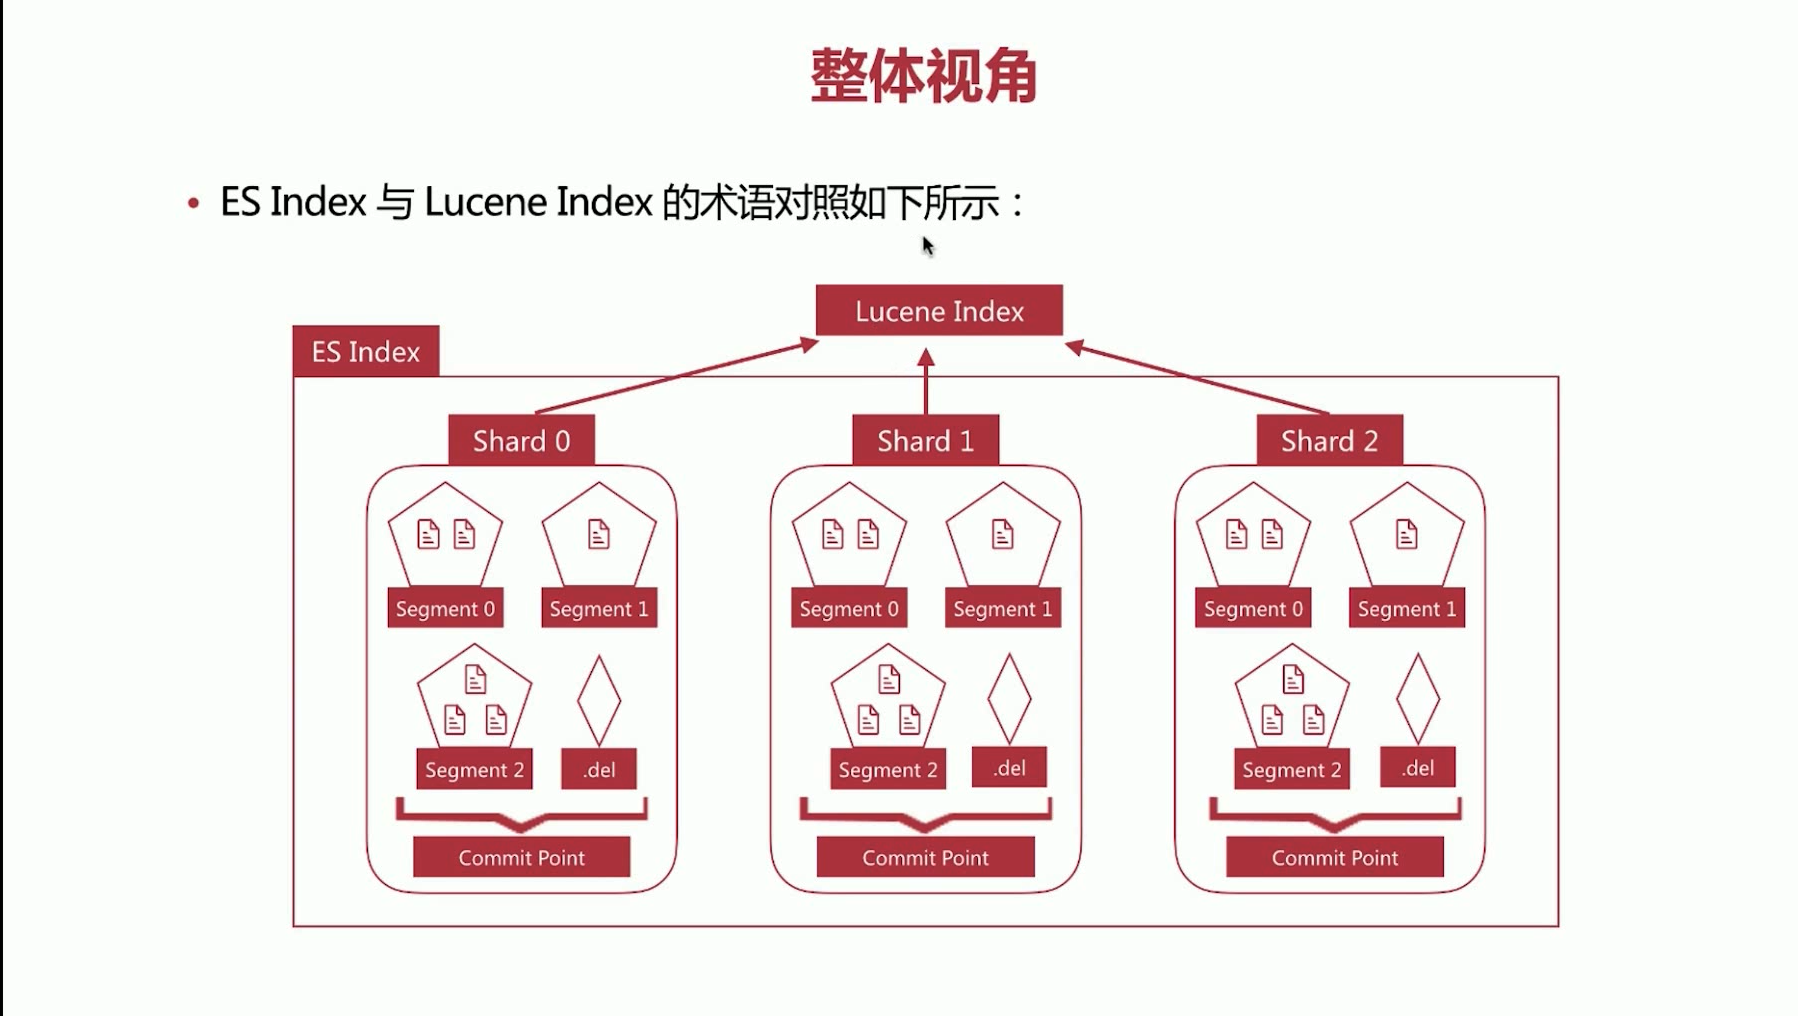 整体视角
• ES Index 与 Lucene Index 的术语对照如下所示：
Lucene Index
ES Index
Shard 0
Shard 1
Shard 2
Segment 0
Segment 1
Segment 0
Segment 1
Segment 0
Segment 1
Segment 2
.del
Segment 2
.del
Segment 2
.del
Commit Point
Commit Point
Commit Point